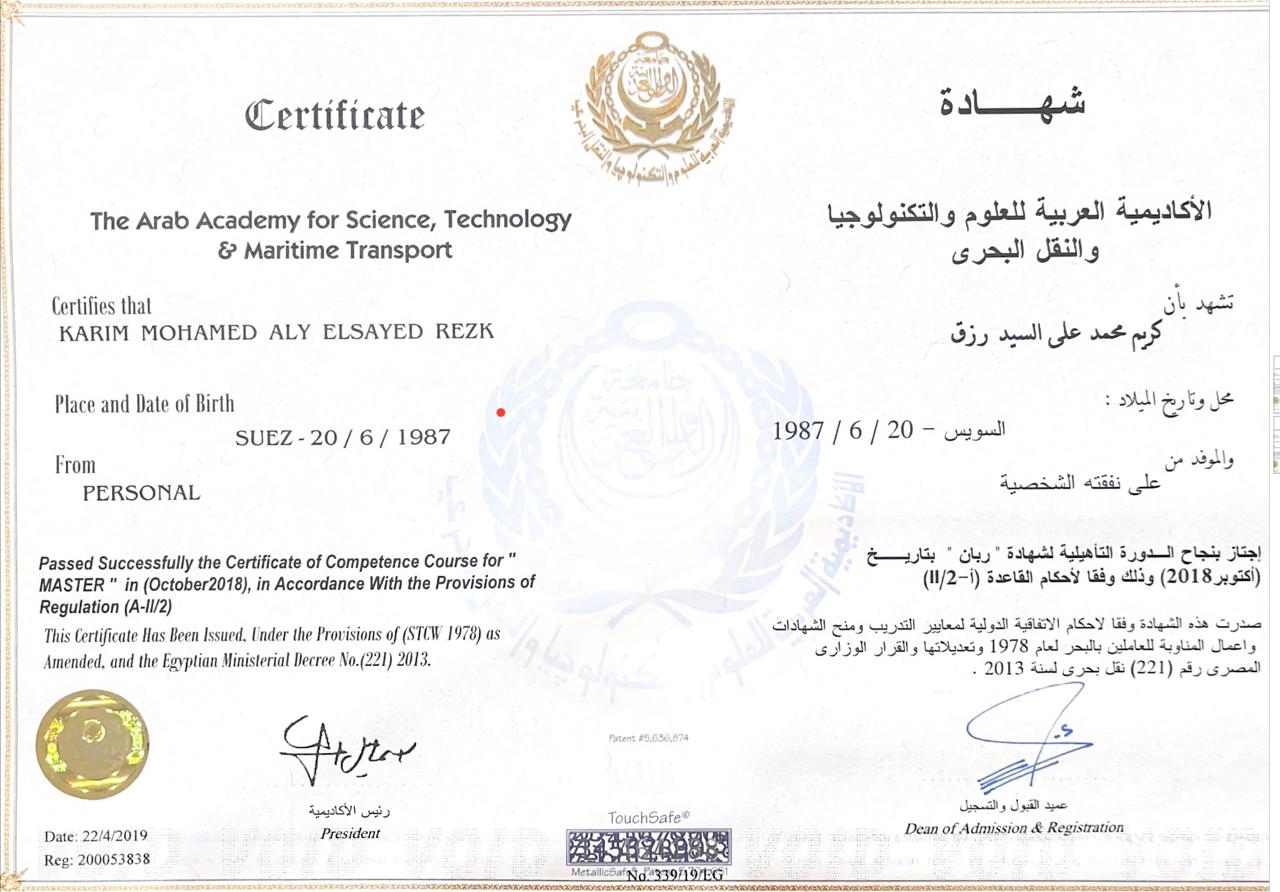 Certificate
The Arab Academy for Science, Technology
& Maritime Transport
Certifies that
KARIM MOHAMED ALY ELSAYED REZK
Place and Date of Birth
SUEZ - 20 / 6 / 1987
From
PERSONAL
Passed Successfully the Certificate of Competence Course for "
MASTER " in (October2018), in Accordance With the Provisions of
Regulation (A-II/2)
This Certificate Has Been Issued, Under the Provisions of (STCW 1978) as
Amended, and the Egyptian Ministerial Decree No.(221) 2013.
شهـــــادة
الأكاديمية العربية للعلوم والتكنولوجيا
والنقل البحرى
تشهد بأن
كريم محمد على السيد رزق
محل وتاريخ الميلاد :
السويس – 20 / 6 / 1987
والموفد من
على نفقته الشخصية
إجتاز بنجاح الــدورة التأهيلية لشهادة " ربان " بتاريــــخ
(أكتوبر2018) وذلك وفقا لأحكام القاعدة (أ-II/2)
صدرت هذه الشهادة وفقا لاحكام الاتفاقية الدولية لمعايير التدريب ومنح الشهادات
واعمال المناوبة للعاملين بالبحر لعام 1978 وتعديلاتها والقرار الوزارى
المصرى رقم (221) نقل بحرى لسنة 2013 .
رئيس الأكاديمية
President
Date: 22/4/2019
Reg: 200053838
Patent #5,636,874
TouchSafe®
No. 339/19/EG
عميد القبول والتسجيل
Dean of Admission & Registration